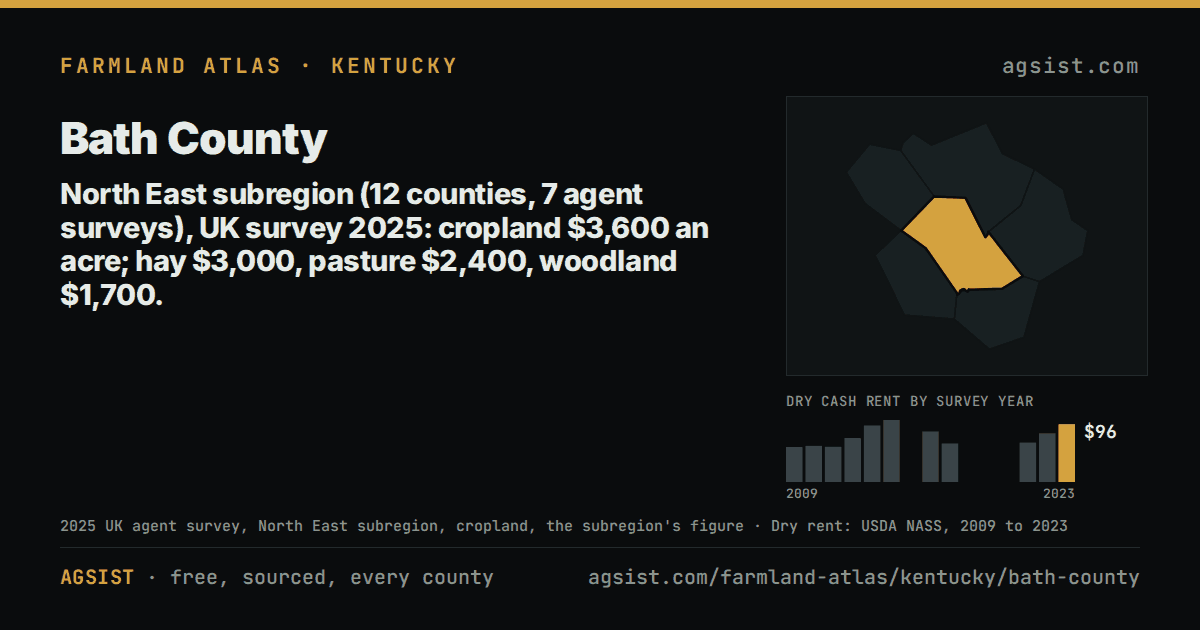 FARMLAND ATLAS · KENTUCKY
agsist.com
Bath County
North East subregion (12 counties, 7 agent
surveys), UK survey 2025: cropland $3,600 an
acre; hay $3,000, pasture $2,400, woodland
$1,700.
DRY CASH RENT BY SURVEY YEAR
$96
2009
2023
2025 UK agent survey, North East subregion, cropland, the subregion's figure · Dry rent: USDA NASS, 2009 to 2023
AGSIST · free, sourced, every county
agsist.com/farmland-atlas/kentucky/bath-county